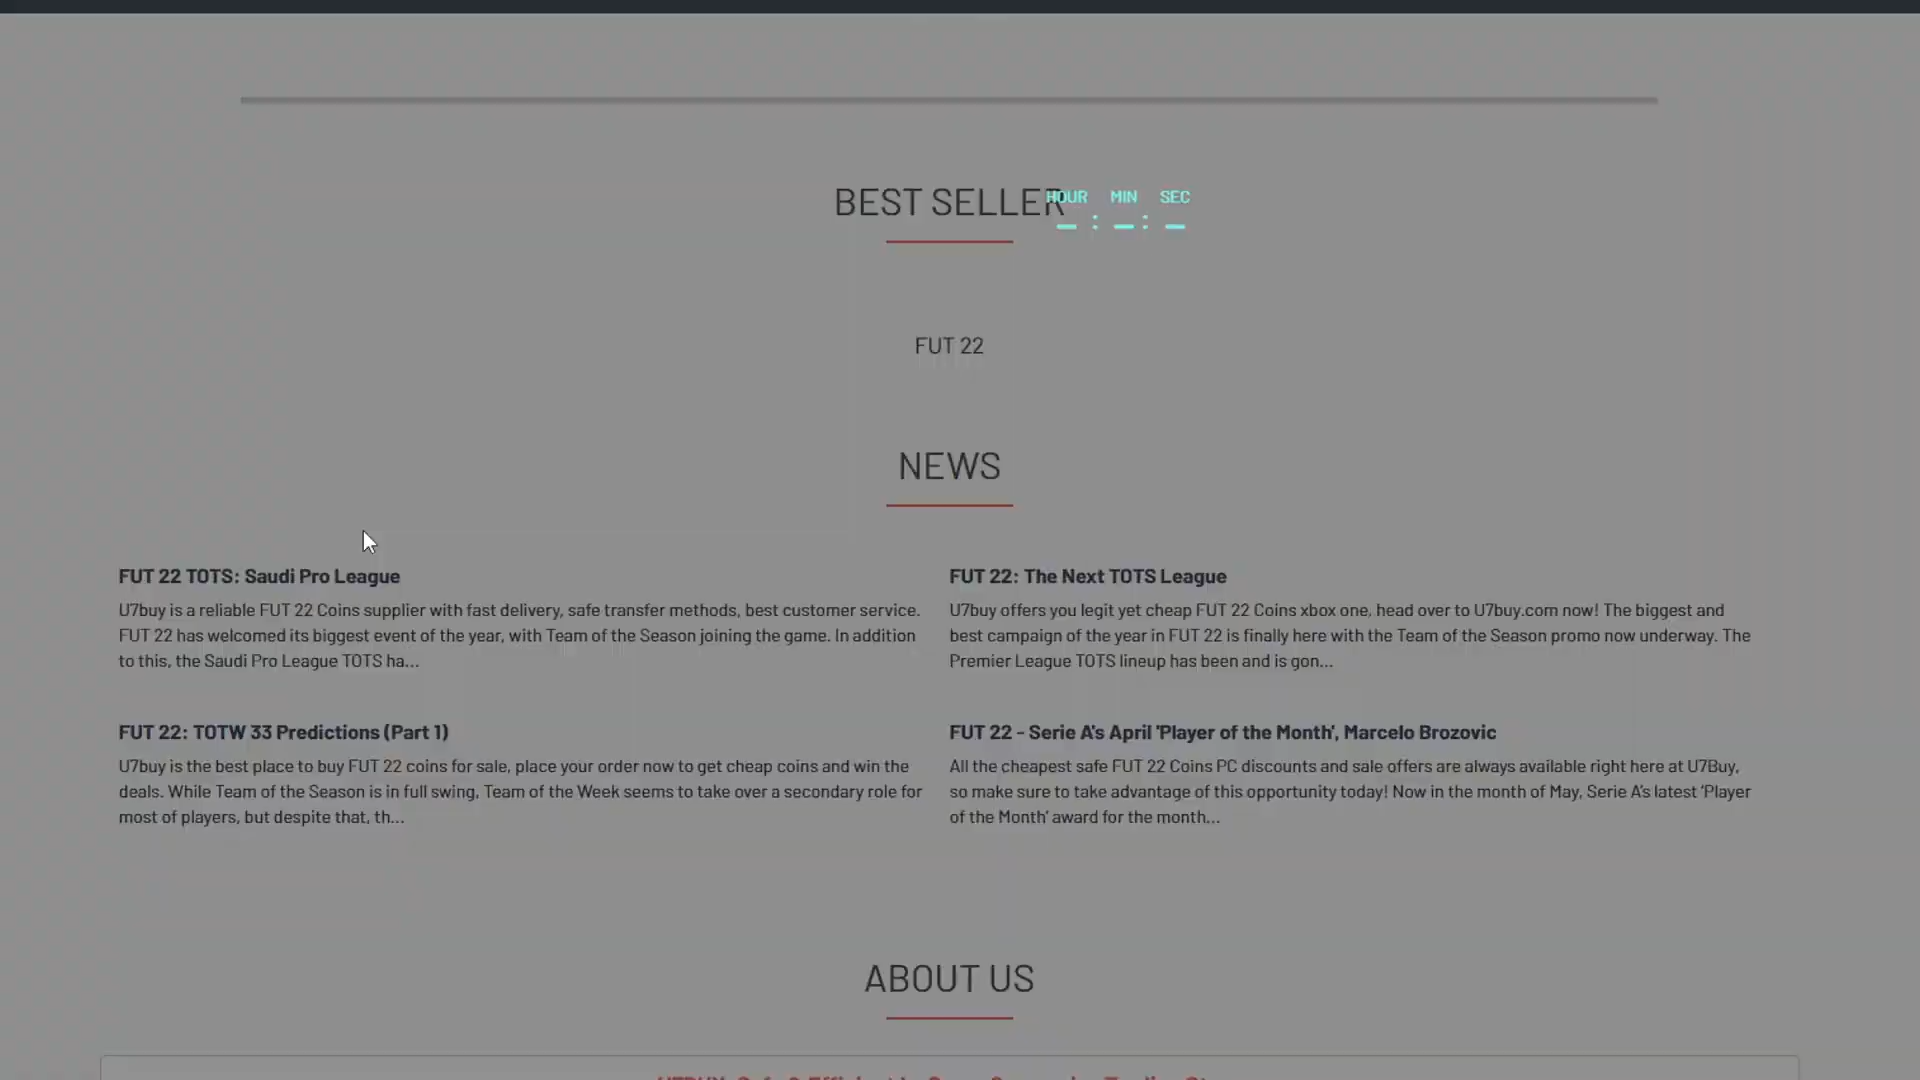 BEST SELLER
HOUR MIN SEC
– : – : –
FUT 22
NEWS
FUT 22 TOTS: Saudi Pro League
U7buy is a reliable FUT 22 Coins supplier with fast delivery, safe transfer methods, best customer service.
FUT 22 has welcomed its biggest event of the year, with Team of the Season joining the game. In addition
to this, the Saudi Pro League TOTS ha...
FUT 22: The Next TOTS League
U7buy offers you legit yet cheap FUT 22 Coins xbox one, head over to U7buy.com now! The biggest and
best campaign of the year in FUT 22 is finally here with the Team of the Season promo now underway. The
Premier League TOTS lineup has been and is gon...
FUT 22: TOTW 33 Predictions (Part 1)
U7buy is the best place to buy FUT 22 coins for sale, place your order now to get cheap coins and win the
deals. While Team of the Season is in full swing, Team of the Week seems to take over a secondary role for
most of players, but despite that, th...
FUT 22 - Serie A's April 'Player of the Month', Marcelo Brozovic
All the cheapest safe FUT 22 Coins PC discounts and sale offers are always available right here at U7Buy,
so make sure to take advantage of this opportunity today! Now in the month of May, Serie A's latest 'Player
of the Month' award for the month...
ABOUT US